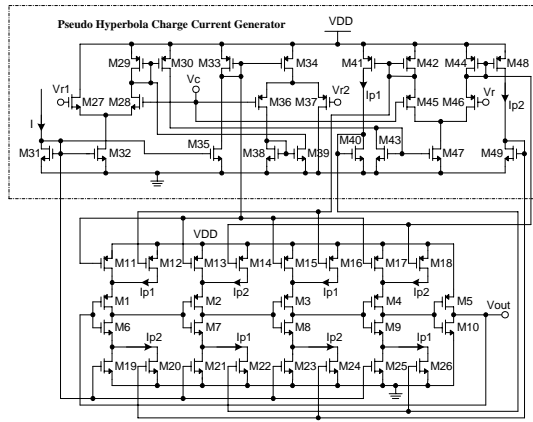 Pseudo Hyperbola Charge Current Generator
VDD
M29 M30 M33 M34 M41 M42 M44 M48
Vr1 Vc Vr2 Ip1 Vr
M27 M28 M36 M37 M45 M46 Ip2
I
M31 M32 M35 M38 M39 M40 M43 M47 M49
VDD
M11 M12 M13 M14 M15 M16 M17 M18
Ip1 Ip2 Ip1 Ip2
M1 M2 M3 M4 M5
Vout
M6 M7 M8 M9 M10
Ip2 Ip1 Ip2 Ip1
M19 M20 M21 M22 M23 M24 M25 M26